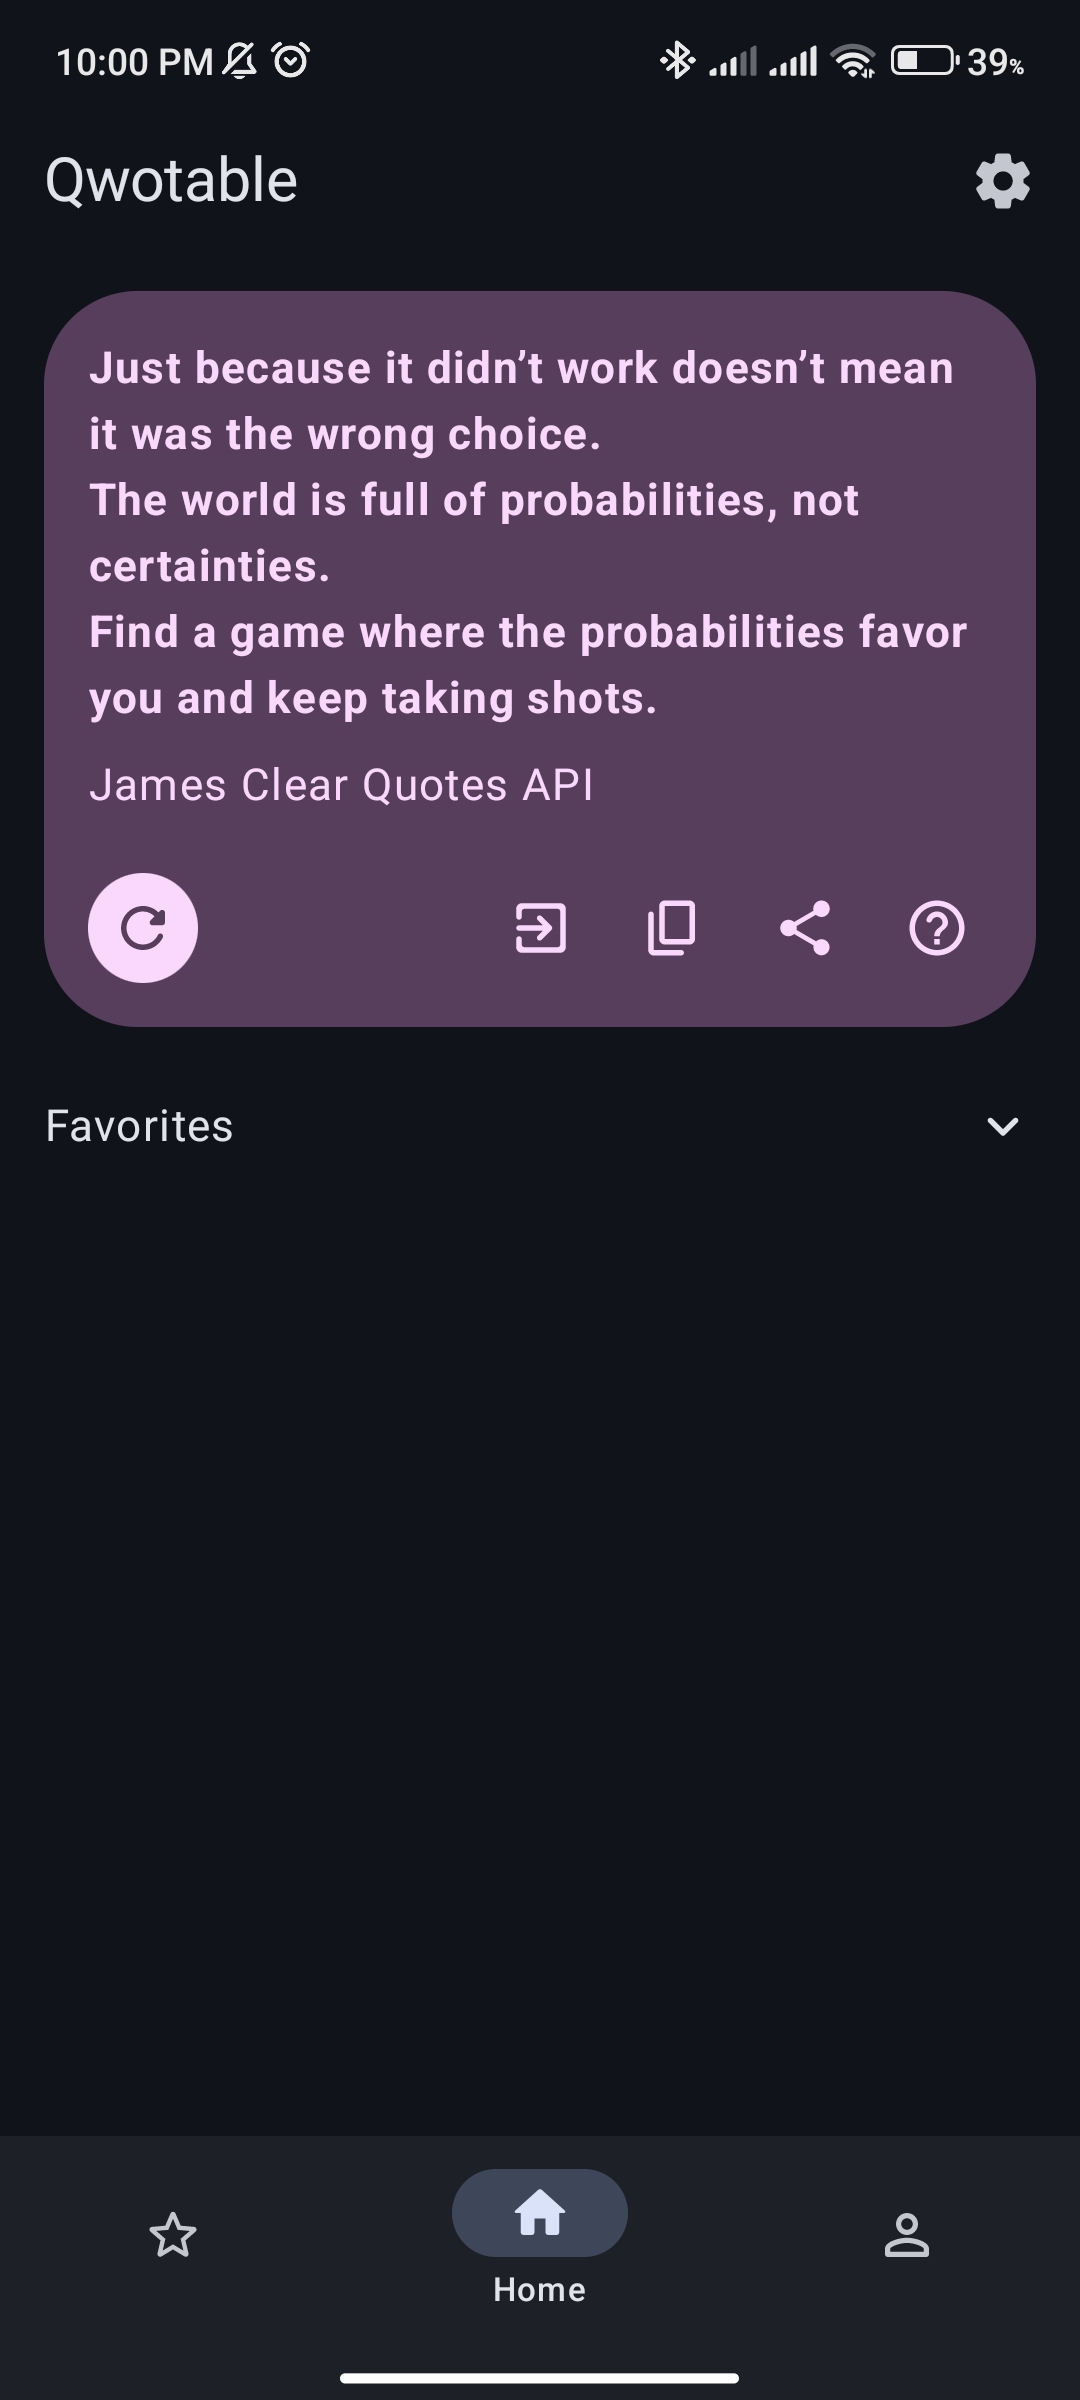 10:00 PM 39%
Qwotable
Just because it didn’t work doesn’t mean
it was the wrong choice.
The world is full of probabilities, not
certainties.
Find a game where the probabilities favor
you and keep taking shots.
James Clear Quotes API
Favorites
Home